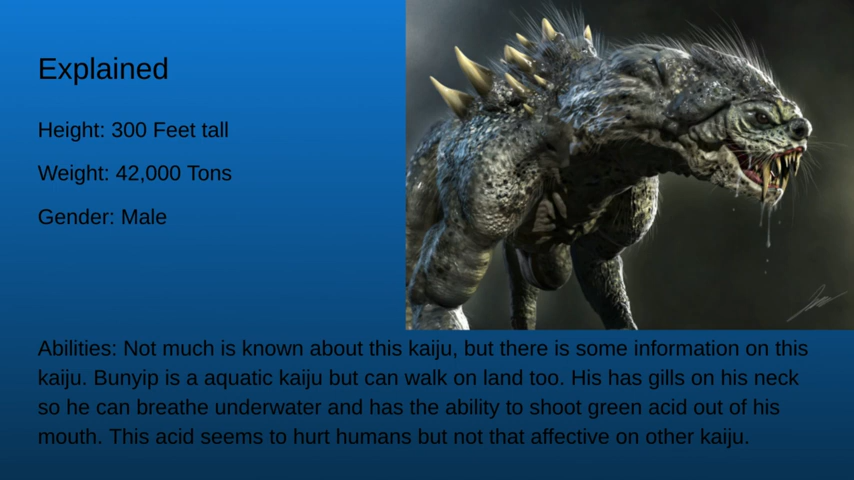 Explained
Height: 300 Feet tall
Weight: 42,000 Tons
Gender: Male
Abilities: Not much is known about this kaiju, but there is some information on this
kaiju. Bunyip is a aquatic kaiju but can walk on land too. His has gills on his neck
so he can breathe underwater and has the ability to shoot green acid out of his
mouth. This acid seems to hurt humans but not that affective on other kaiju.